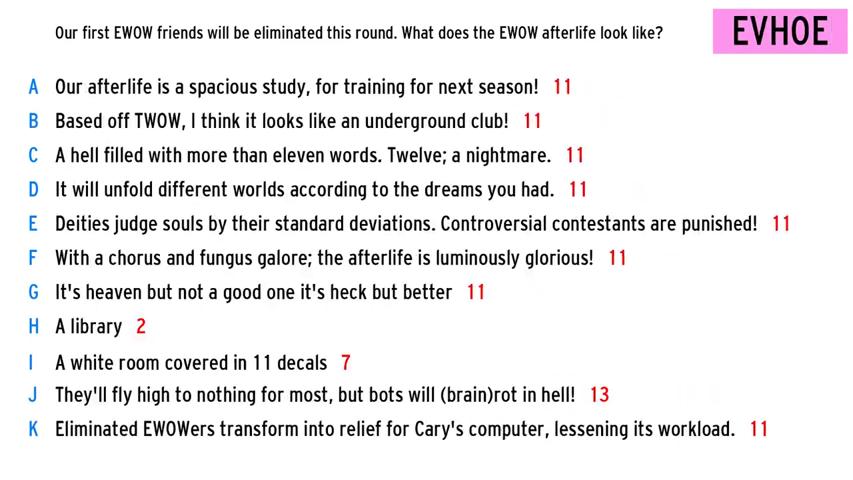 Our first EWOW friends will be eliminated this round. What does the EWOW afterlife look like?
EVHOE
A Our afterlife is a spacious study, for training for next season! 11
B Based off TWOW, I think it looks like an underground club! 11
C A hell filled with more than eleven words. Twelve; a nightmare. 11
D It will unfold different worlds according to the dreams you had. 11
E Deities judge souls by their standard deviations. Controversial contestants are punished! 11
F With a chorus and fungus galore; the afterlife is luminously glorious! 11
G It's heaven but not a good one it's heck but better 11
H A library 2
I A white room covered in 11 decals 7
J They'll fly high to nothing for most, but bots will (brain)rot in hell! 13
K Eliminated EWOWers transform into relief for Cary's computer, lessening its workload. 11